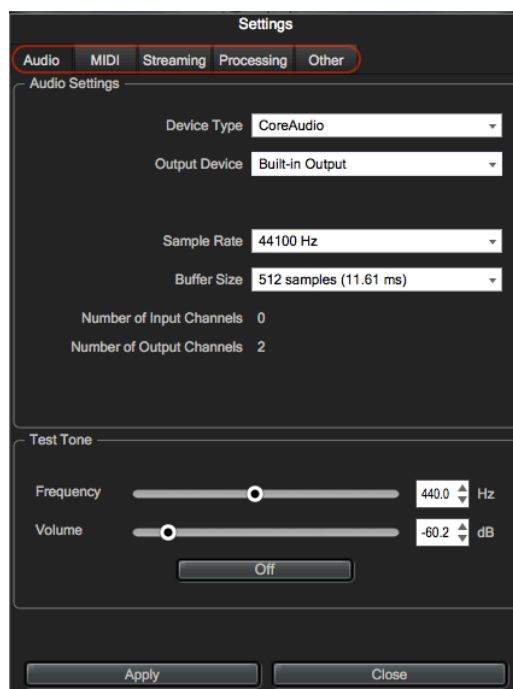 Settings
Audio MIDI Streaming Processing Other
Audio Settings
Device Type CoreAudio
Output Device Built-in Output
Sample Rate 44100 Hz
Buffer Size 512 samples (11.61 ms)
Number of Input Channels 0
Number of Output Channels 2
Test Tone
Frequency 440.0 Hz
Volume -60.2 dB
Off
Apply Close